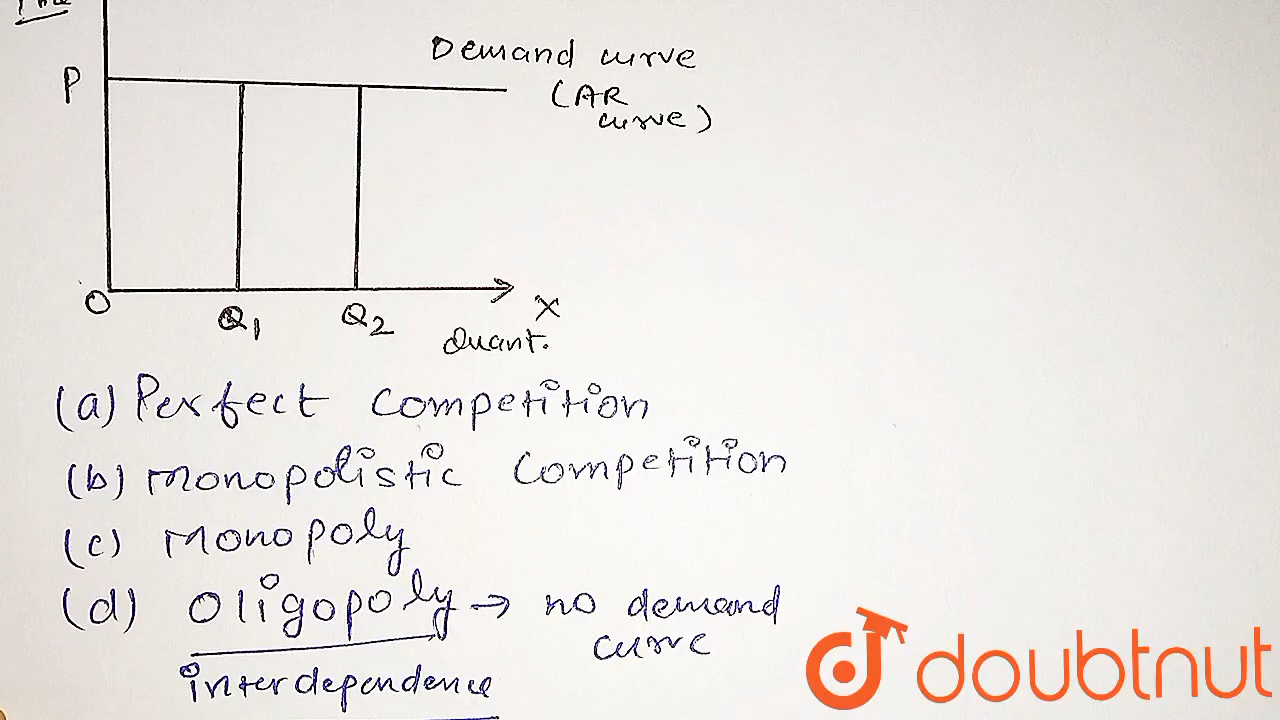 P
Demand curve
(AR
curve)
O
Q1
Q2
X
Quant.
(a) Perfect competition
(b) Monopolistic competition
(c) Monopoly
(d) Oligopoly → no demand
curve
interdependence
doubtnut